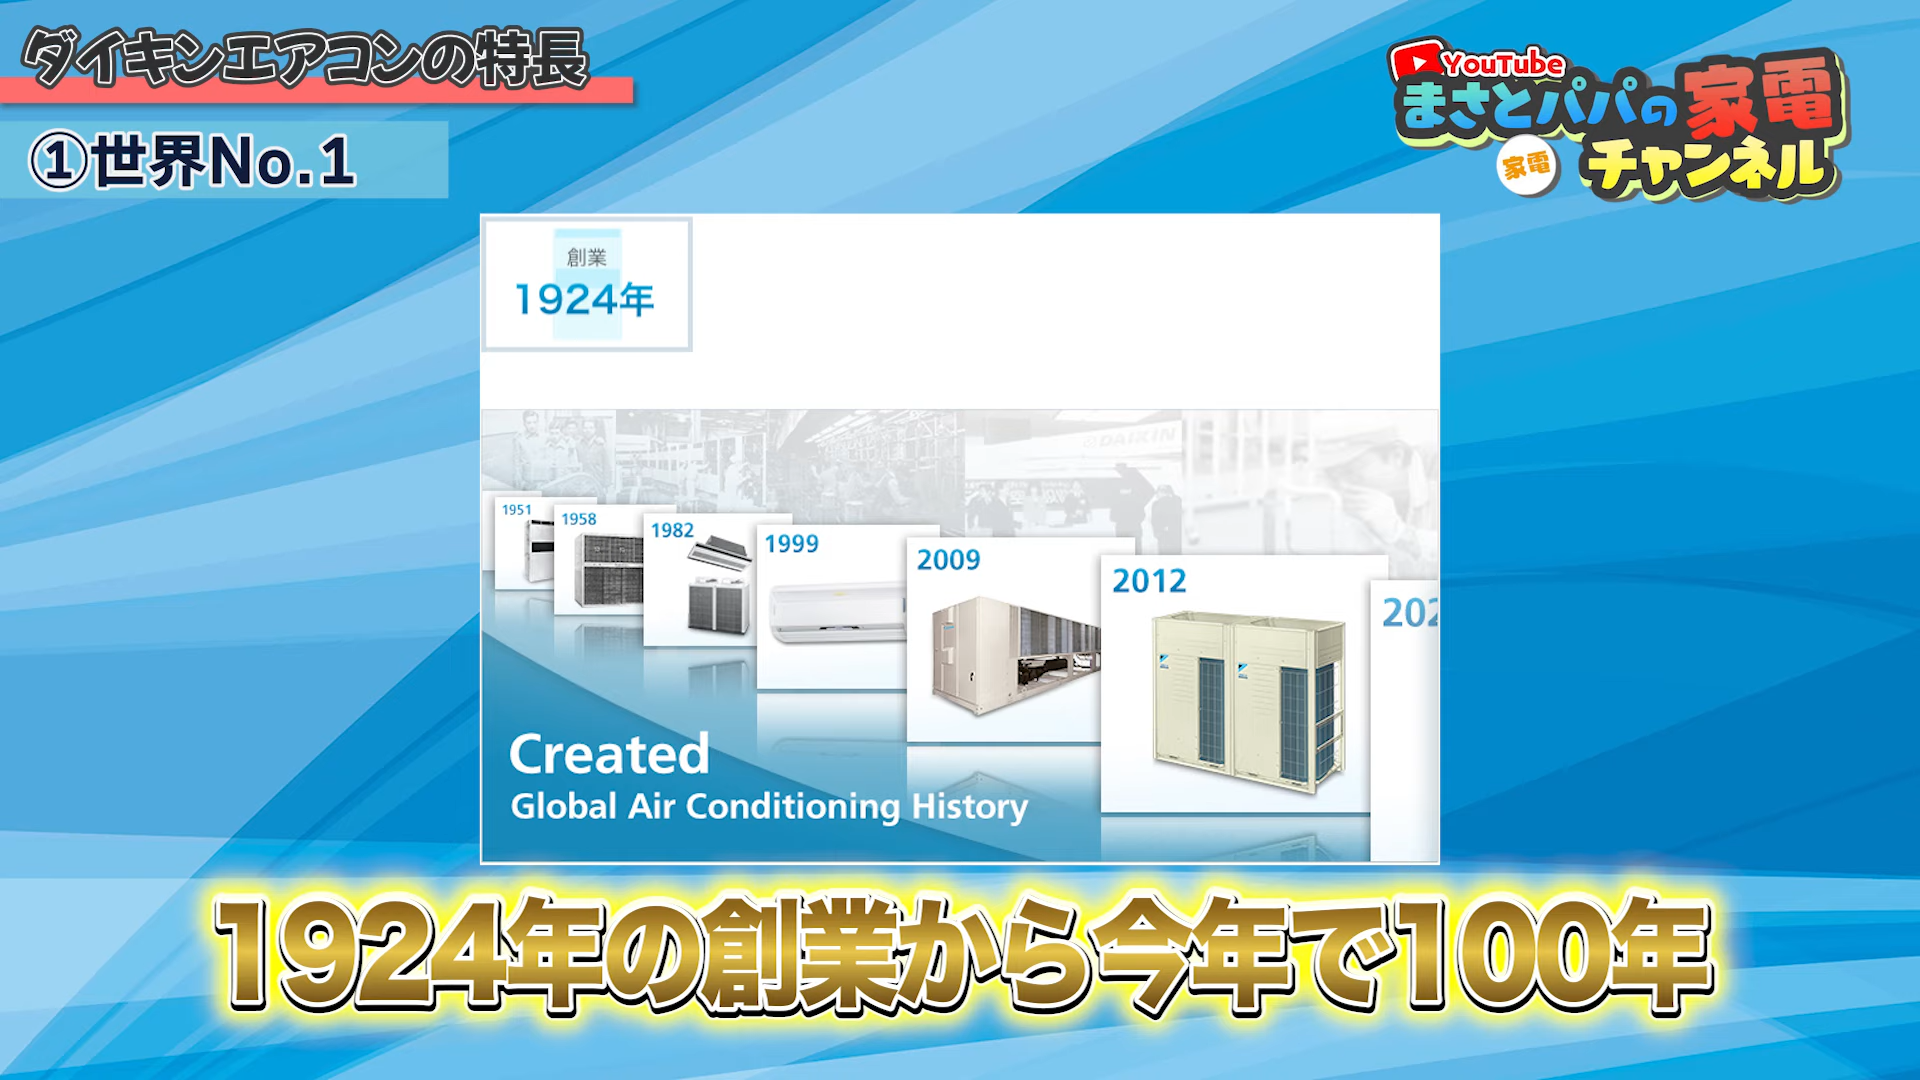 ダイキンエアコンの特長
①世界No.1
YouTube
まさとパパの家電
家電
チャンネル
創業
1924年
DAIKIN
1951
1958
1982
1999
2009
2012
Created
Global Air Conditioning History
1924年の創業から今年で100年